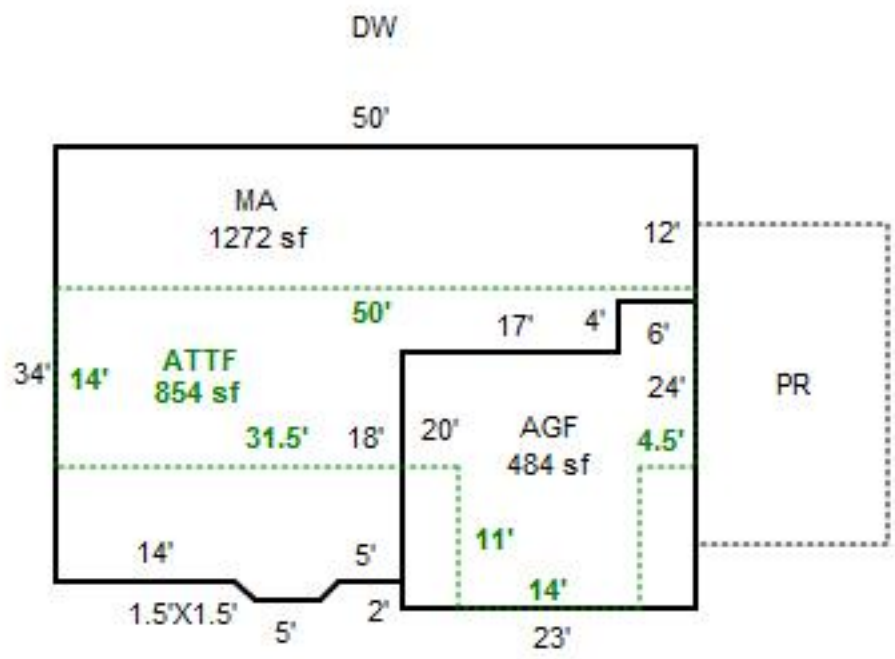 DW
50'
MA
1272 sf
12'
50'
17'
4'
6'
34'
14'
ATTF
854 sf
24'
PR
31.5'
18'
20'
AGF
484 sf
4.5'
14'
5'
11'
1.5'X1.5'
5'
2'
14'
23'